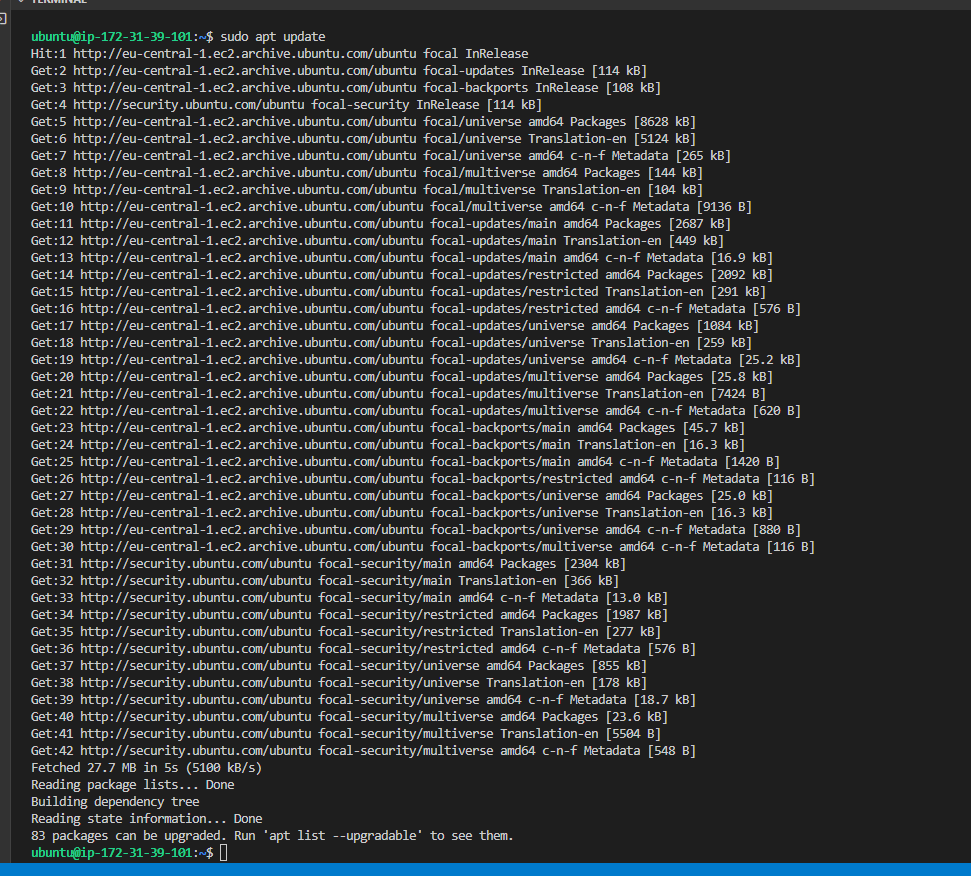 TERMINAL
ubuntu@ip-172-31-39-101:~$ sudo apt update
Hit:1 http://eu-central-1.ec2.archive.ubuntu.com/ubuntu focal InRelease
Get:2 http://eu-central-1.ec2.archive.ubuntu.com/ubuntu focal-updates InRelease [114 kB]
Get:3 http://eu-central-1.ec2.archive.ubuntu.com/ubuntu focal-backports InRelease [108 kB]
Get:4 http://security.ubuntu.com/ubuntu focal-security InRelease [114 kB]
Get:5 http://eu-central-1.ec2.archive.ubuntu.com/ubuntu focal/universe amd64 Packages [8628 kB]
Get:6 http://eu-central-1.ec2.archive.ubuntu.com/ubuntu focal/universe Translation-en [5124 kB]
Get:7 http://eu-central-1.ec2.archive.ubuntu.com/ubuntu focal/universe amd64 c-n-f Metadata [265 kB]
Get:8 http://eu-central-1.ec2.archive.ubuntu.com/ubuntu focal/multiverse amd64 Packages [144 kB]
Get:9 http://eu-central-1.ec2.archive.ubuntu.com/ubuntu focal/multiverse Translation-en [104 kB]
Get:10 http://eu-central-1.ec2.archive.ubuntu.com/ubuntu focal/multiverse amd64 c-n-f Metadata [9136 B]
Get:11 http://eu-central-1.ec2.archive.ubuntu.com/ubuntu focal-updates/main amd64 Packages [2687 kB]
Get:12 http://eu-central-1.ec2.archive.ubuntu.com/ubuntu focal-updates/main Translation-en [449 kB]
Get:13 http://eu-central-1.ec2.archive.ubuntu.com/ubuntu focal-updates/main amd64 c-n-f Metadata [16.9 kB]
Get:14 http://eu-central-1.ec2.archive.ubuntu.com/ubuntu focal-updates/restricted amd64 Packages [2092 kB]
Get:15 http://eu-central-1.ec2.archive.ubuntu.com/ubuntu focal-updates/restricted Translation-en [291 kB]
Get:16 http://eu-central-1.ec2.archive.ubuntu.com/ubuntu focal-updates/restricted amd64 c-n-f Metadata [576 B]
Get:17 http://eu-central-1.ec2.archive.ubuntu.com/ubuntu focal-updates/universe amd64 Packages [1084 kB]
Get:18 http://eu-central-1.ec2.archive.ubuntu.com/ubuntu focal-updates/universe Translation-en [259 kB]
Get:19 http://eu-central-1.ec2.archive.ubuntu.com/ubuntu focal-updates/universe amd64 c-n-f Metadata [25.2 kB]
Get:20 http://eu-central-1.ec2.archive.ubuntu.com/ubuntu focal-updates/multiverse amd64 Packages [25.8 kB]
Get:21 http://eu-central-1.ec2.archive.ubuntu.com/ubuntu focal-updates/multiverse Translation-en [7424 B]
Get:22 http://eu-central-1.ec2.archive.ubuntu.com/ubuntu focal-updates/multiverse amd64 c-n-f Metadata [620 B]
Get:23 http://eu-central-1.ec2.archive.ubuntu.com/ubuntu focal-backports/main amd64 Packages [45.7 kB]
Get:24 http://eu-central-1.ec2.archive.ubuntu.com/ubuntu focal-backports/main Translation-en [16.3 kB]
Get:25 http://eu-central-1.ec2.archive.ubuntu.com/ubuntu focal-backports/main amd64 c-n-f Metadata [1420 B]
Get:26 http://eu-central-1.ec2.archive.ubuntu.com/ubuntu focal-backports/restricted amd64 c-n-f Metadata [116 B]
Get:27 http://eu-central-1.ec2.archive.ubuntu.com/ubuntu focal-backports/universe amd64 Packages [25.0 kB]
Get:28 http://eu-central-1.ec2.archive.ubuntu.com/ubuntu focal-backports/universe Translation-en [16.3 kB]
Get:29 http://eu-central-1.ec2.archive.ubuntu.com/ubuntu focal-backports/universe amd64 c-n-f Metadata [880 B]
Get:30 http://eu-central-1.ec2.archive.ubuntu.com/ubuntu focal-backports/multiverse amd64 c-n-f Metadata [116 B]
Get:31 http://security.ubuntu.com/ubuntu focal-security/main amd64 Packages [2304 kB]
Get:32 http://security.ubuntu.com/ubuntu focal-security/main Translation-en [366 kB]
Get:33 http://security.ubuntu.com/ubuntu focal-security/main amd64 c-n-f Metadata [13.0 kB]
Get:34 http://security.ubuntu.com/ubuntu focal-security/restricted amd64 Packages [1987 kB]
Get:35 http://security.ubuntu.com/ubuntu focal-security/restricted Translation-en [277 kB]
Get:36 http://security.ubuntu.com/ubuntu focal-security/restricted amd64 c-n-f Metadata [576 B]
Get:37 http://security.ubuntu.com/ubuntu focal-security/universe amd64 Packages [855 kB]
Get:38 http://security.ubuntu.com/ubuntu focal-security/universe Translation-en [178 kB]
Get:39 http://security.ubuntu.com/ubuntu focal-security/universe amd64 c-n-f Metadata [18.7 kB]
Get:40 http://security.ubuntu.com/ubuntu focal-security/multiverse amd64 Packages [23.6 kB]
Get:41 http://security.ubuntu.com/ubuntu focal-security/multiverse Translation-en [5504 B]
Get:42 http://security.ubuntu.com/ubuntu focal-security/multiverse amd64 c-n-f Metadata [548 B]
Fetched 27.7 MB in 5s (5100 kB/s)
Reading package lists... Done
Building dependency tree
Reading state information... Done
83 packages can be upgraded. Run 'apt list --upgradable' to see them.
ubuntu@ip-172-31-39-101:~$